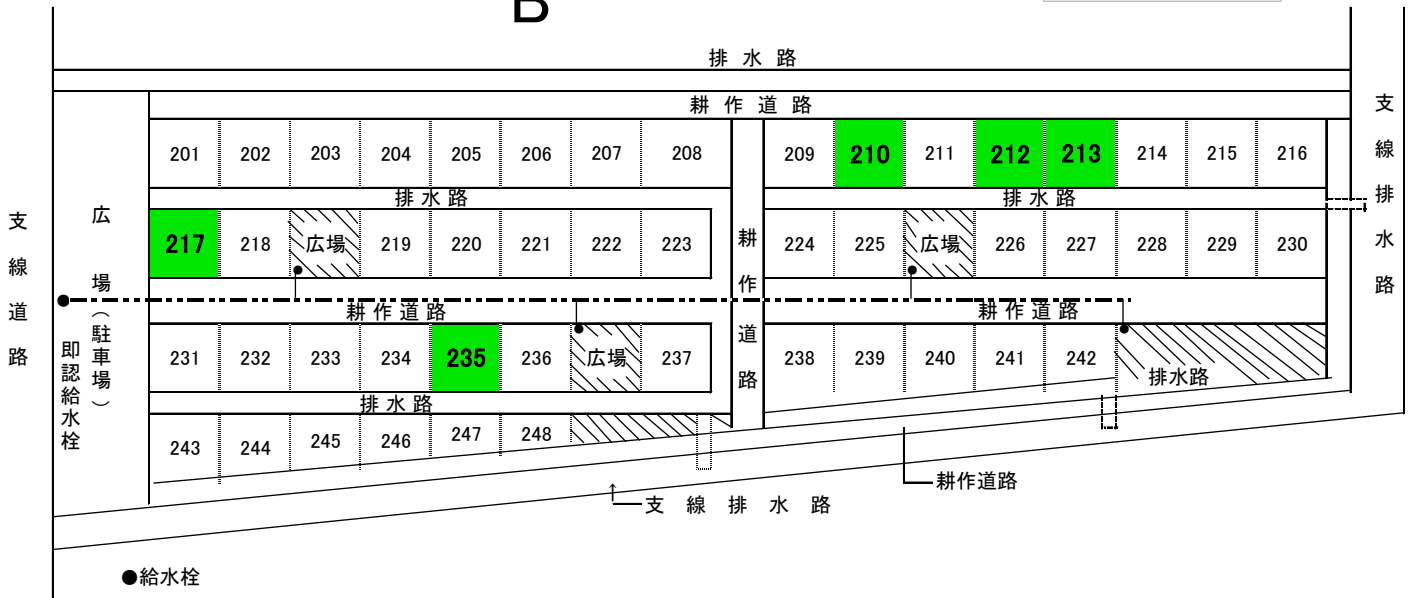 B
排水路
耕作道路
201 202 203 204 205 206 207 208 209 210 211 212 213 214 215 216
排水路 排水路
217 218 広場 219 220 221 222 223 224 225 広場 226 227 228 229 230
耕作道路 耕作道路
231 232 233 234 235 236 広場 237 238 239 240 241 242
排水路
排水路
243 244 245 246 247 248
支線道路
広場（駐車場）
即認給水栓
耕作道路
支線排水路
耕作道路
↑支線排水路
●給水栓